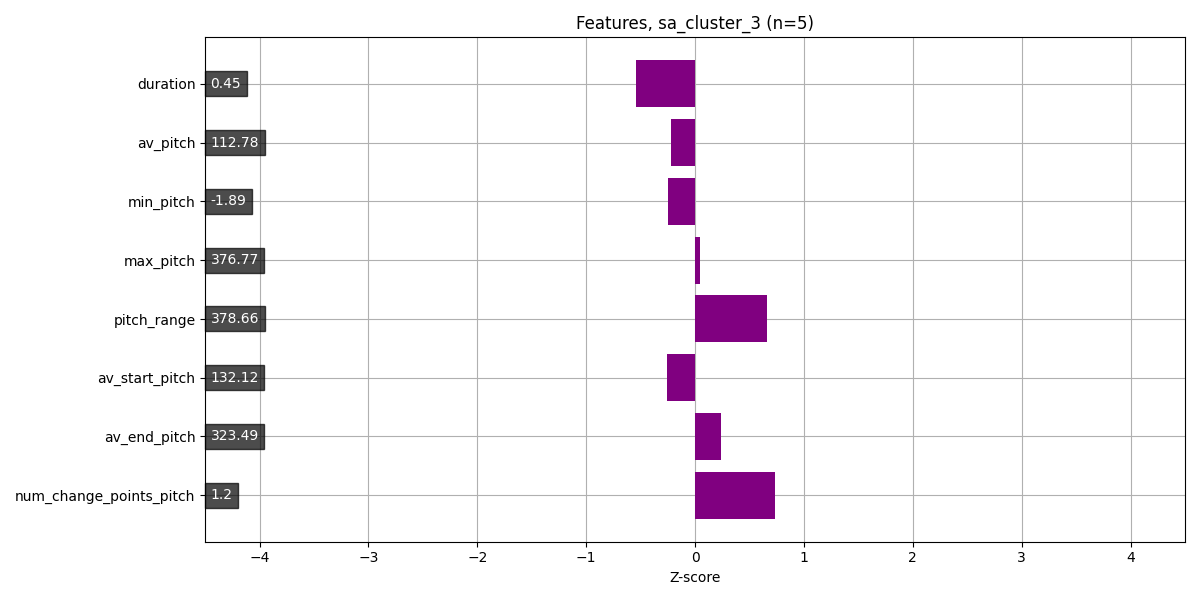 Features, sa_cluster_3 (n=5)
duration 0.45
av_pitch 112.78
min_pitch -1.89
max_pitch 376.77
pitch_range 378.66
av_start_pitch 132.12
av_end_pitch 323.49
num_change_points_pitch 1.2
−4 −3 −2 −1 0 1 2 3 4
Z-score